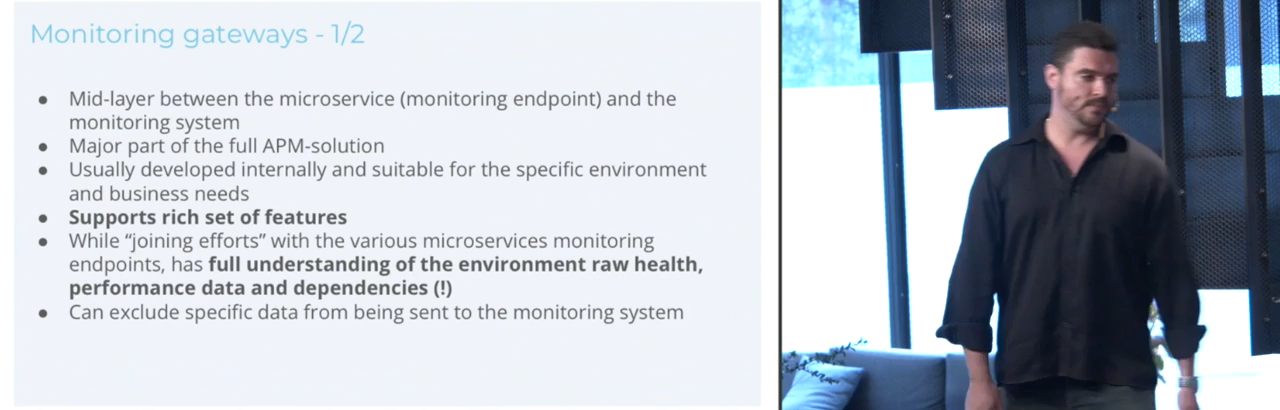 Monitoring gateways - 1/2
● Mid-layer between the microservice (monitoring endpoint) and the
monitoring system
● Major part of the full APM-solution
● Usually developed internally and suitable for the specific environment
and business needs
● Supports rich set of features
● While “joining efforts” with the various microservices monitoring
endpoints, has full understanding of the environment raw health,
performance data and dependencies (!)
● Can exclude specific data from being sent to the monitoring system